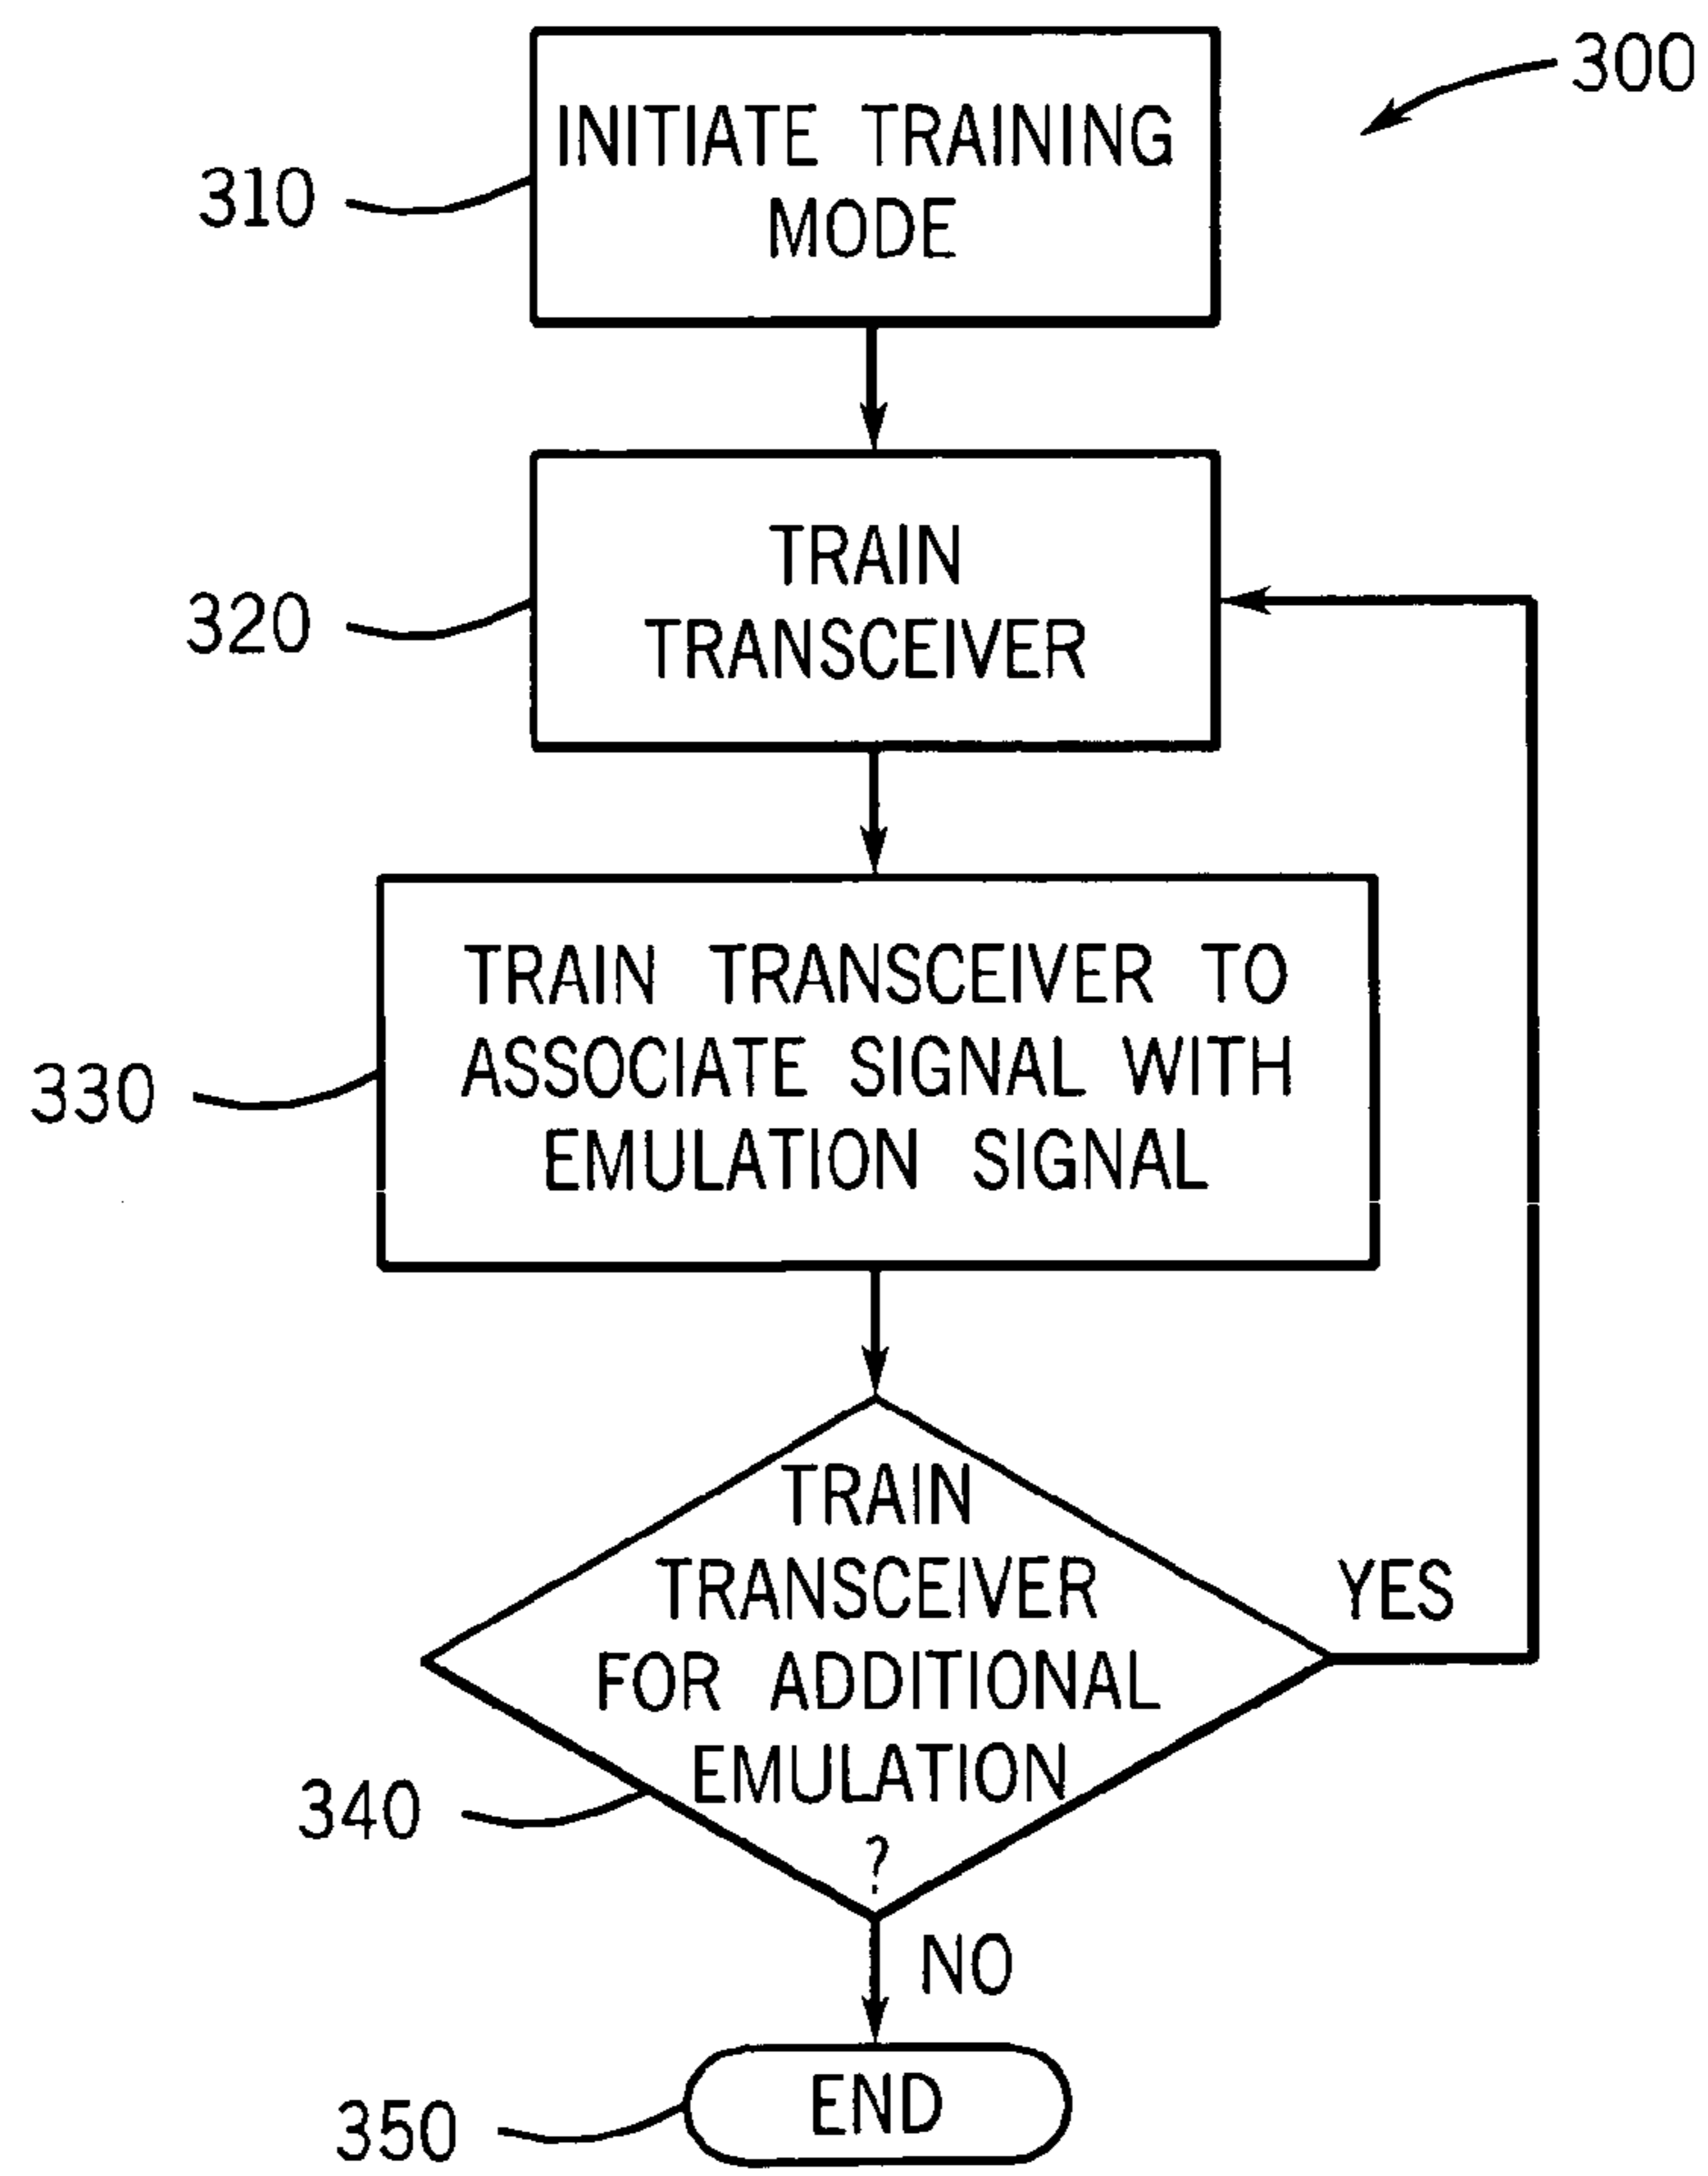 300
310
INITIATE TRAINING
MODE
320
TRAIN
TRANSCEIVER
330
TRAIN TRANSCEIVER TO
ASSOCIATE SIGNAL WITH
EMULATION SIGNAL
340
TRAIN
TRANSCEIVER
FOR ADDITIONAL
EMULATION
?
YES
NO
350
END